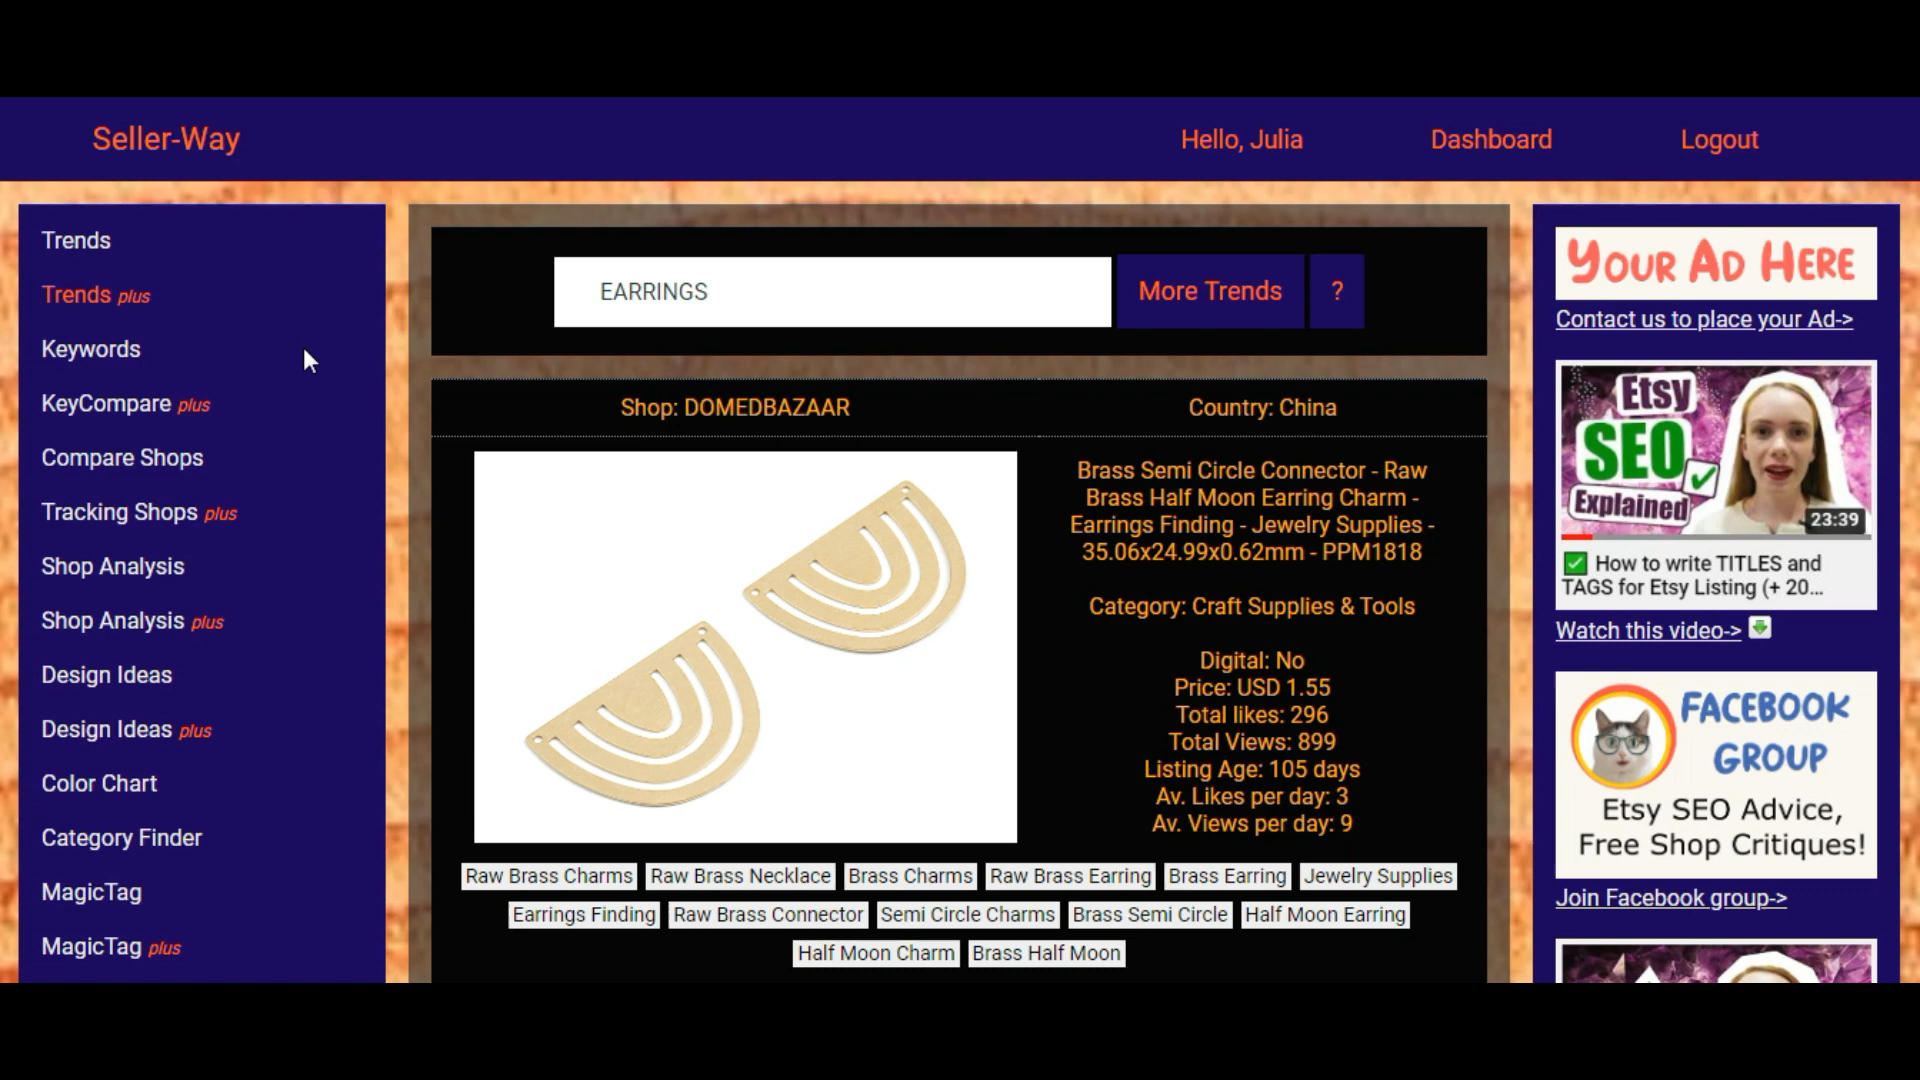 Seller-Way
Hello, Julia
Dashboard
Logout
Trends
Trends plus
Keywords
KeyCompare plus
Compare Shops
Tracking Shops plus
Shop Analysis
Shop Analysis plus
Design Ideas
Design Ideas plus
Color Chart
Category Finder
MagicTag
MagicTag plus
EARRINGS
More Trends
?
Shop: DOMEDBAZAAR
Country: China
Brass Semi Circle Connector - Raw
Brass Half Moon Earring Charm -
Earrings Finding - Jewelry Supplies -
35.06x24.99x0.62mm - PPM1818
Category: Craft Supplies & Tools
Digital: No
Price: USD 1.55
Total likes: 296
Total Views: 899
Listing Age: 105 days
Av. Likes per day: 3
Av. Views per day: 9
Raw Brass Charms Raw Brass Necklace Brass Charms Raw Brass Earring Brass Earring Jewelry Supplies
Earrings Finding Raw Brass Connector Semi Circle Charms Brass Semi Circle Half Moon Earring
Half Moon Charm Brass Half Moon
YOUR AD HERE
Contact us to place your Ad->
Etsy
SEO
Explained
23:39
How to write TITLES and
TAGS for Etsy Listing (+ 20...
Watch this video->
FACEBOOK
GROUP
Etsy SEO Advice,
Free Shop Critiques!
Join Facebook group->